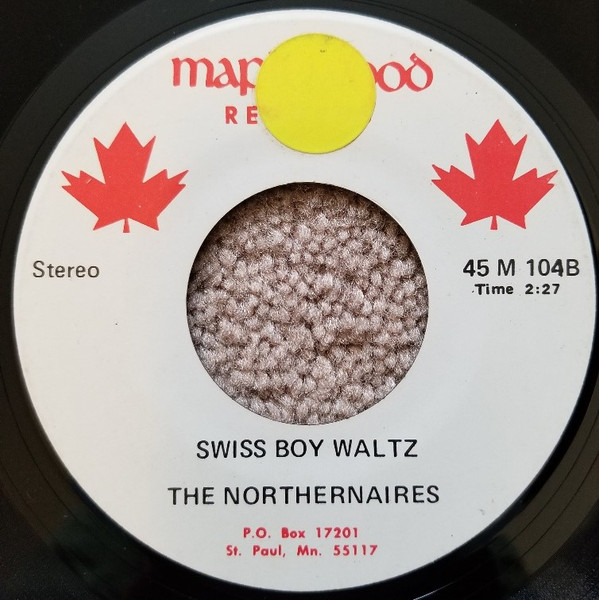 map ood
RE
Stereo
45 M 104B
Time 2:27
SWISS BOY WALTZ
THE NORTHERNAIRES
P.O. Box 17201
St. Paul, Mn. 55117